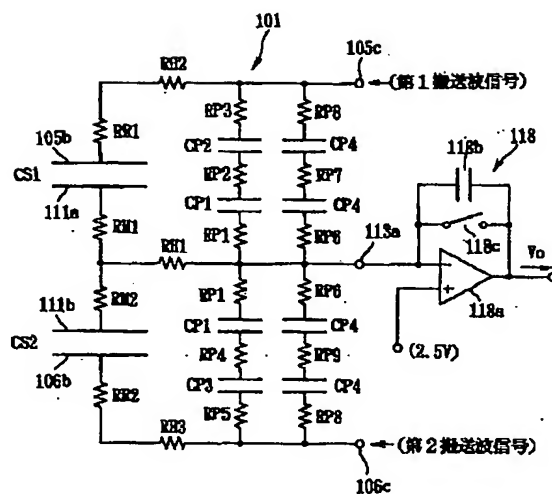 101
105c
RH2
(第1搬送波信号)
RP3
RP8
105b
RR1
CP2
CP4
118b
118
CS1
RP2
RP7
111a
CP1
CP4
118c
RM1
RP1
RP6
113a
Vo
RH1
111b
RM2
RP1
RP6
118a
CP1
CP4
CS2
RP4
RP9
(2.5V)
106b
CP3
CP4
RR2
RP5
RP8
RH3
(第2搬送波信号)
106c